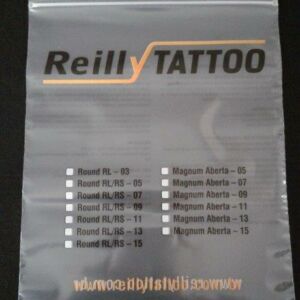 Reilly TATTOO
Round RL – 03
Round RL/RS – 05
Round RL/RS – 07
Round RL/RS – 09
Round RL/RS – 11
Round RL/RS – 13
Round RL/RS – 15
Magnum Aberta – 05
Magnum Aberta – 07
Magnum Aberta – 09
Magnum Aberta – 11
Magnum Aberta – 13
Magnum Aberta – 15